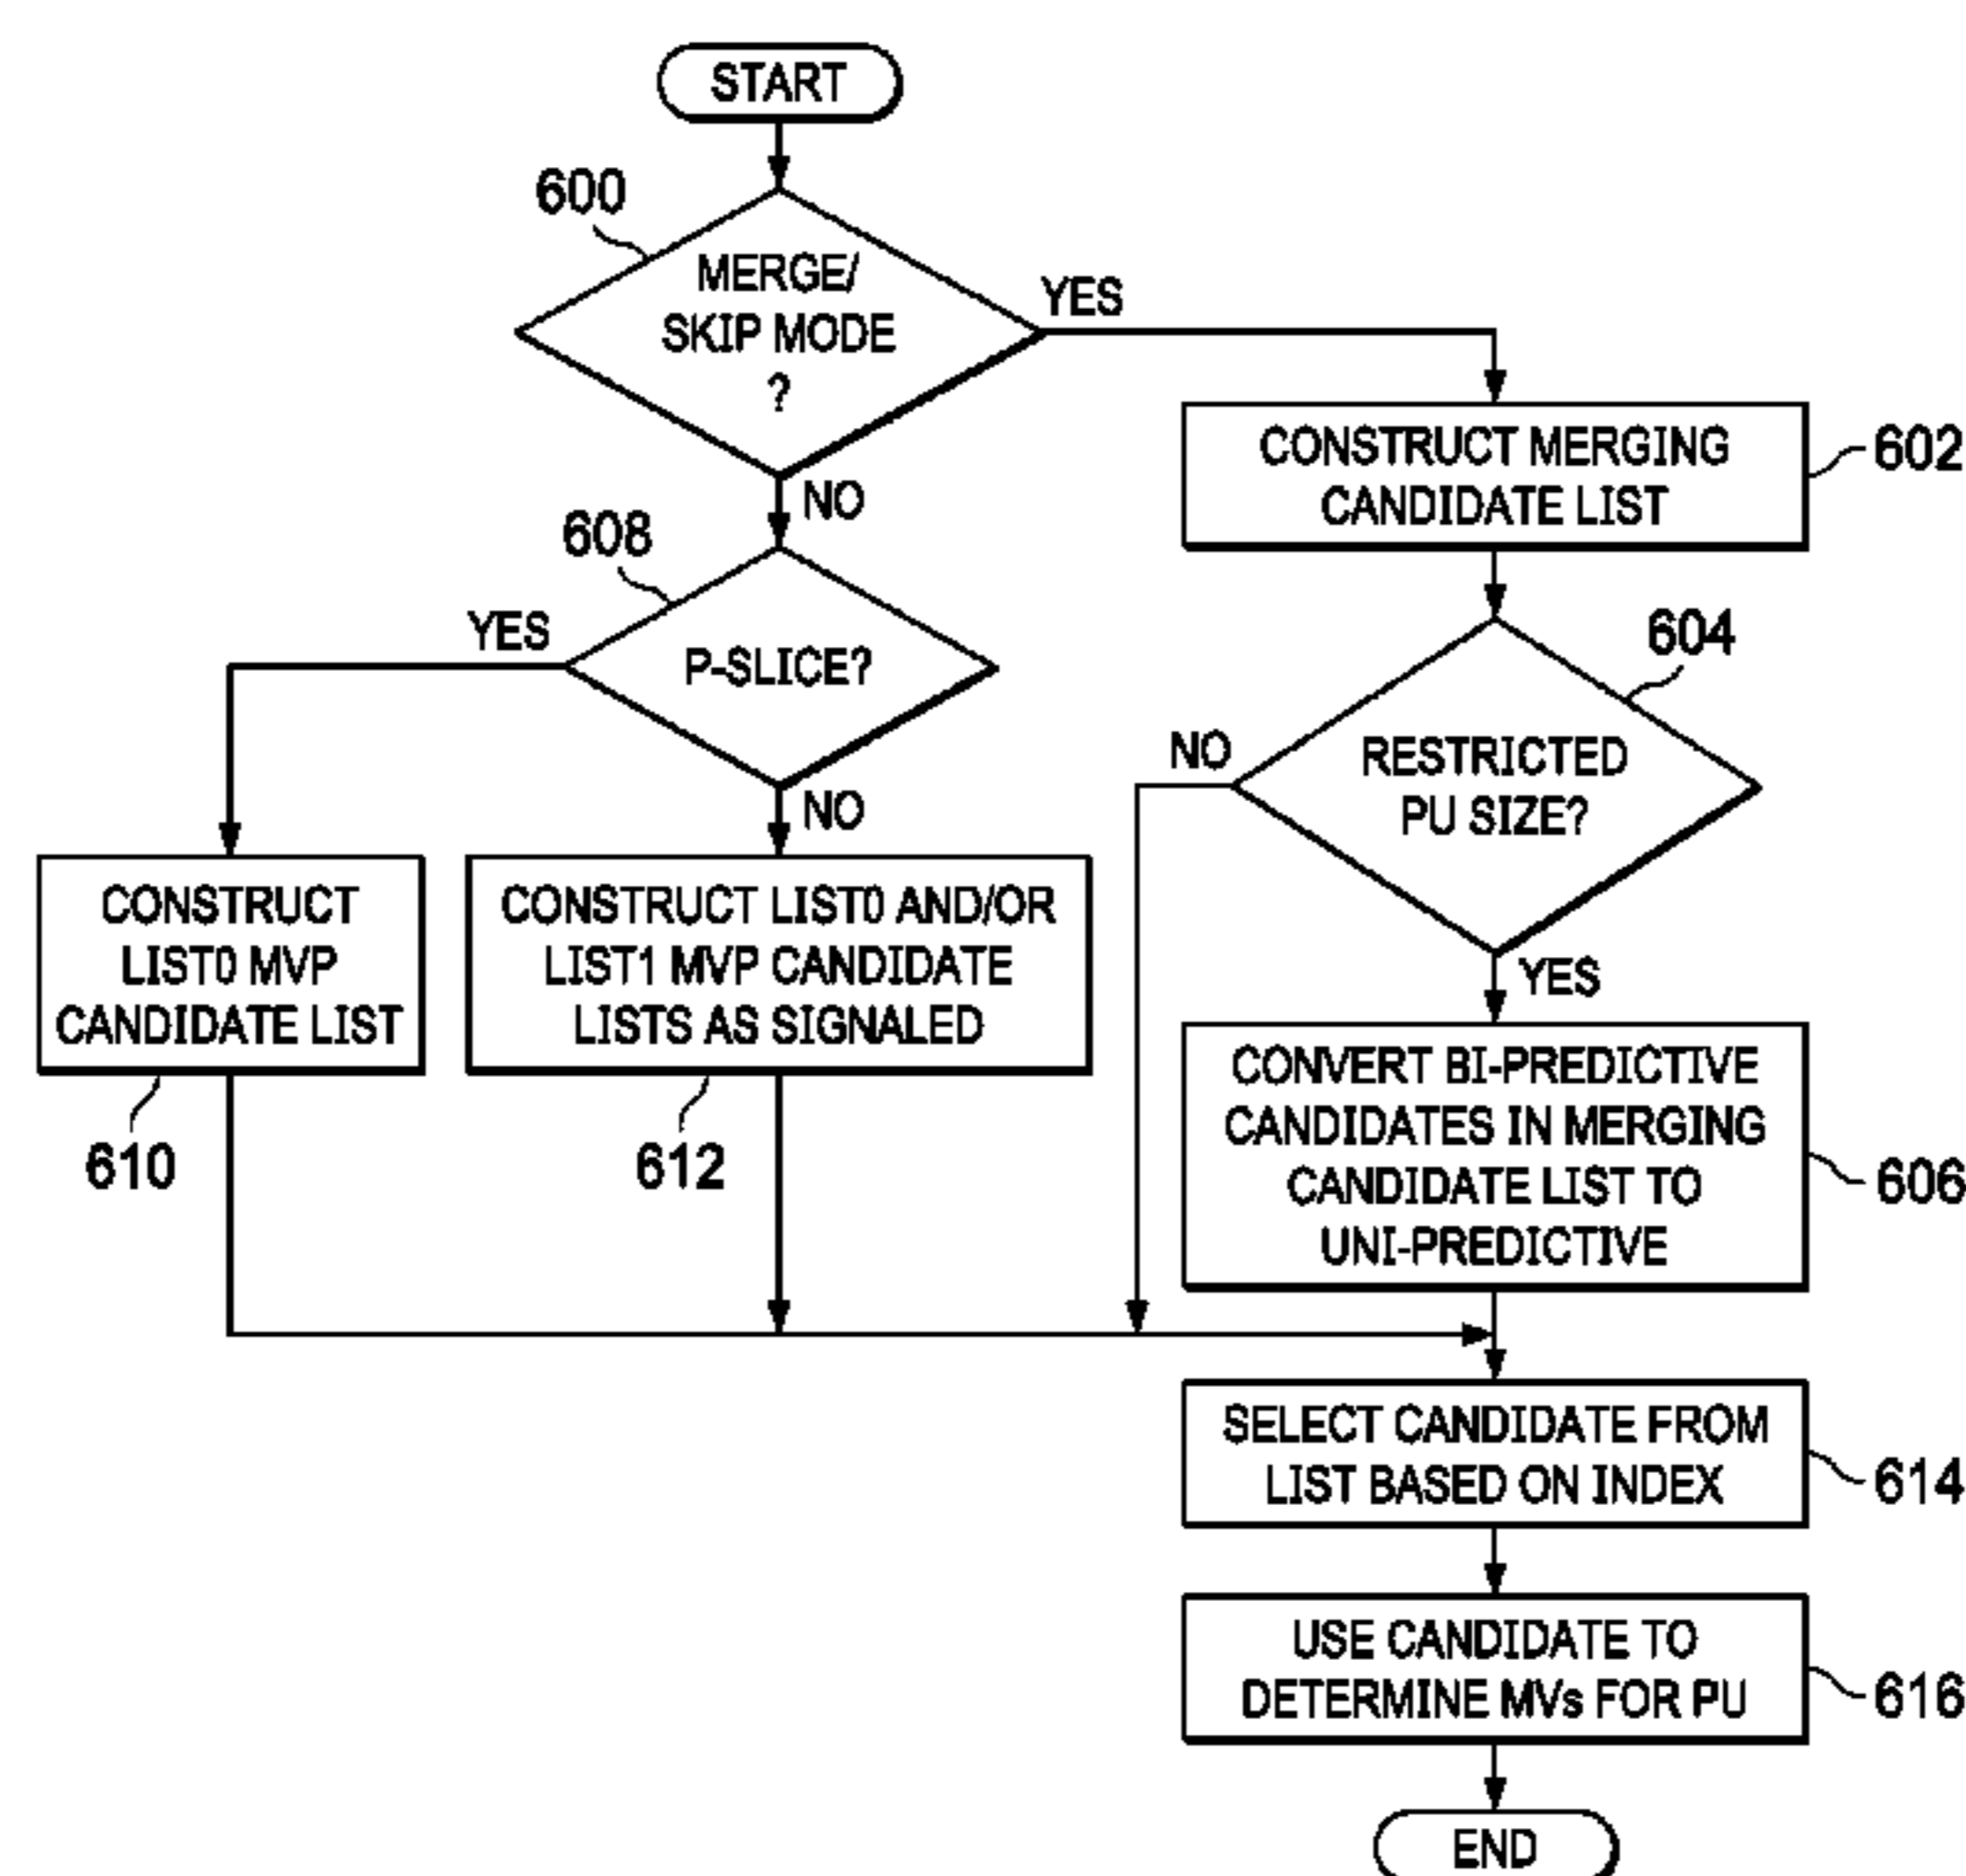 START
600
MERGE/
SKIP MODE
?
YES
NO
CONSTRUCT MERGING
CANDIDATE LIST
602
608
YES
P-SLICE?
NO
604
NO
RESTRICTED
PU SIZE?
YES
CONSTRUCT
LIST0 MVP
CANDIDATE LIST
610
CONSTRUCT LIST0 AND/OR
LIST1 MVP CANDIDATE
LISTS AS SIGNALED
612
CONVERT BI-PREDICTIVE
CANDIDATES IN MERGING
CANDIDATE LIST TO
UNI-PREDICTIVE
606
SELECT CANDIDATE FROM
LIST BASED ON INDEX
614
USE CANDIDATE TO
DETERMINE MVs FOR PU
616
END